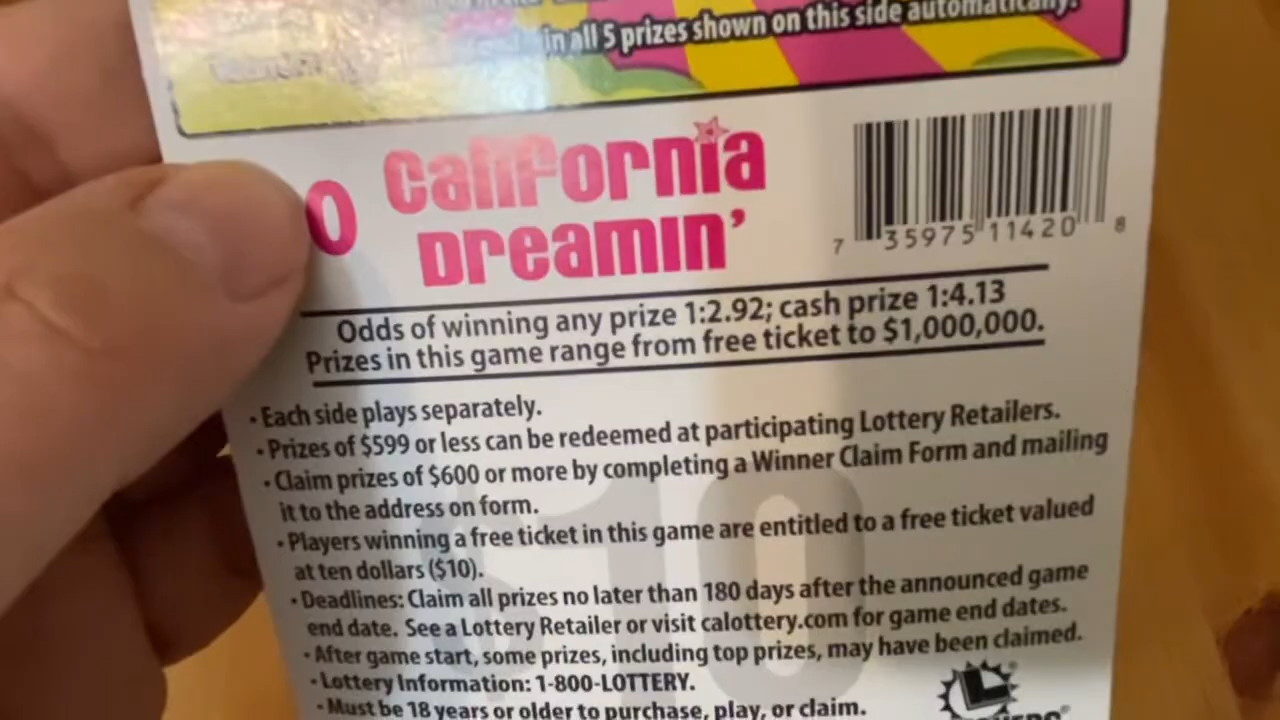 in all 5 prizes shown on this side automatically.
0 California
Dreamin'
7 35975 11420 8
Odds of winning any prize 1:2.92; cash prize 1:4.13
Prizes in this game range from free ticket to $1,000,000.
• Each side plays separately.
• Prizes of $599 or less can be redeemed at participating Lottery Retailers.
• Claim prizes of $600 or more by completing a Winner Claim Form and mailing
it to the address on form.
• Players winning a free ticket in this game are entitled to a free ticket valued
at ten dollars ($10).
• Deadlines: Claim all prizes no later than 180 days after the announced game
end date. See a Lottery Retailer or visit calottery.com for game end dates.
• After game start, some prizes, including top prizes, may have been claimed.
• Lottery Information: 1-800-LOTTERY.
• Must be 18 years or older to purchase, play, or claim.
$10